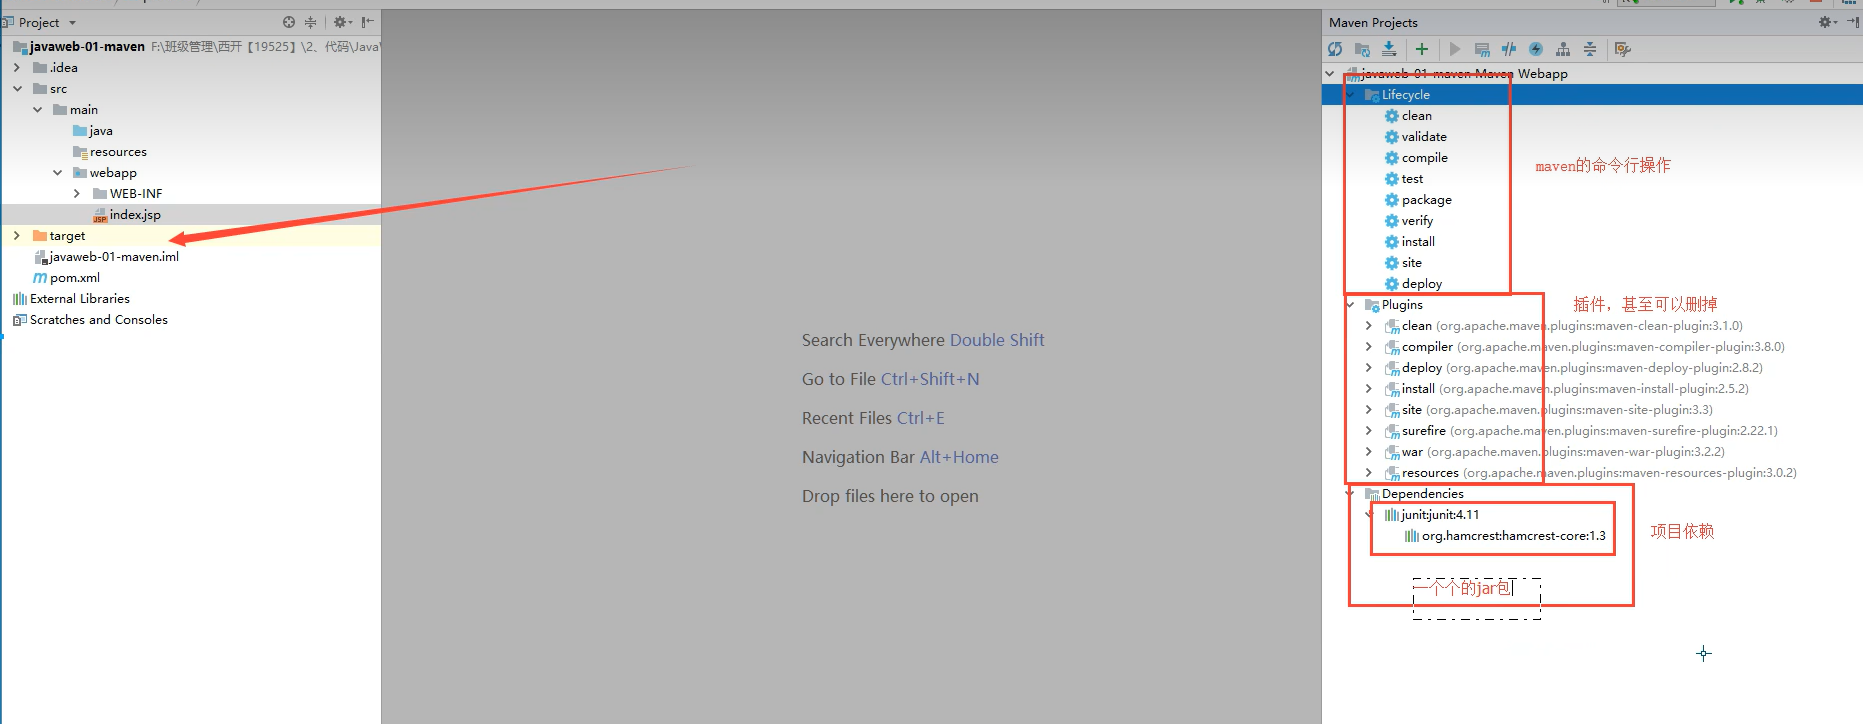 Project
javaweb-01-maven F:\班级管理\西开【19525】\2、代码\JavaW
.idea
src
main
java
resources
webapp
WEB-INF
index.jsp
target
javaweb-01-maven.iml
pom.xml
External Libraries
Scratches and Consoles
Search Everywhere Double Shift
Go to File Ctrl+Shift+N
Recent Files Ctrl+E
Navigation Bar Alt+Home
Drop files here to open
Maven Projects
javaweb-01-maven Maven Webapp
Lifecycle
clean
validate
compile
test
package
verify
install
site
deploy
maven的命令行操作
Plugins
插件，甚至可以删掉
clean (org.apache.maven.plugins:maven-clean-plugin:3.1.0)
compiler (org.apache.maven.plugins:maven-compiler-plugin:3.8.0)
deploy (org.apache.maven.plugins:maven-deploy-plugin:2.8.2)
install (org.apache.maven.plugins:maven-install-plugin:2.5.2)
site (org.apache.maven.plugins:maven-site-plugin:3.3)
surefire (org.apache.maven.plugins:maven-surefire-plugin:2.22.1)
war (org.apache.maven.plugins:maven-war-plugin:3.2.2)
resources (org.apache.maven.plugins:maven-resources-plugin:3.0.2)
Dependencies
junit:junit:4.11
org.hamcrest:hamcrest-core:1.3
项目依赖
一个个的jar包